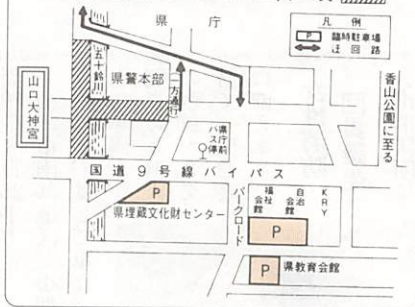 県庁
凡例
P 臨時駐車場
迂回路
五十鈴川
県警本部
(一方通行)
山口大神宮
県庁前
バス停
香山公園に至る
国道9号線バイパス
P
県埋蔵文化財センター
パークロード
福祉会館
自治会館
KRY
P
P
県教育会館